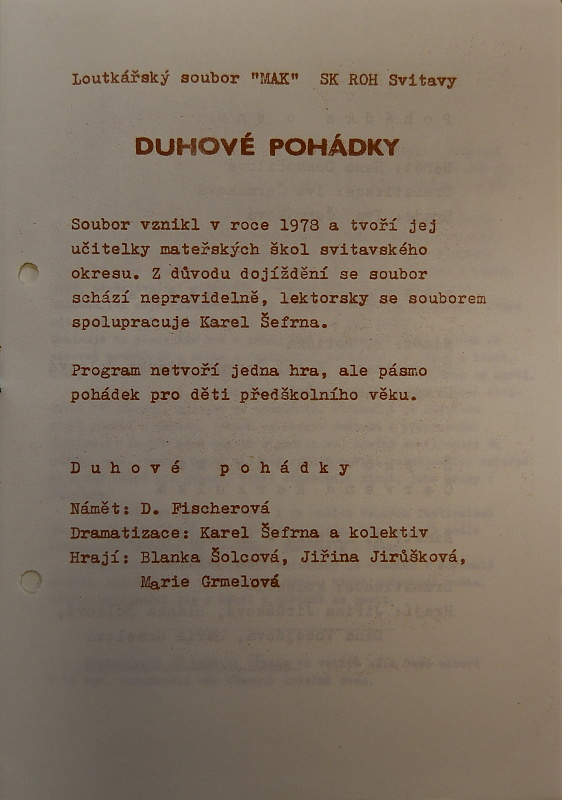 Loutkářský soubor "MAK" SK ROH Svitavy
DUHOVÉ POHÁDKY
Soubor vznikl v roce 1978 a tvoří jej
učitelky mateřských škol svitavského
okresu. Z důvodu dojíždění se soubor
schází nepravidelně, lektorsky se souborem
spolupracuje Karel Šefrna.
Program netvoří jedna hra, ale pásmo
pohádek pro děti předškolního věku.
Duhové pohádky
Námět: D. Fischerová
Dramatizace: Karel Šefrna a kolektiv
Hrají: Blanka Šolcová, Jiřina Jirůšková,
Marie Grmelová